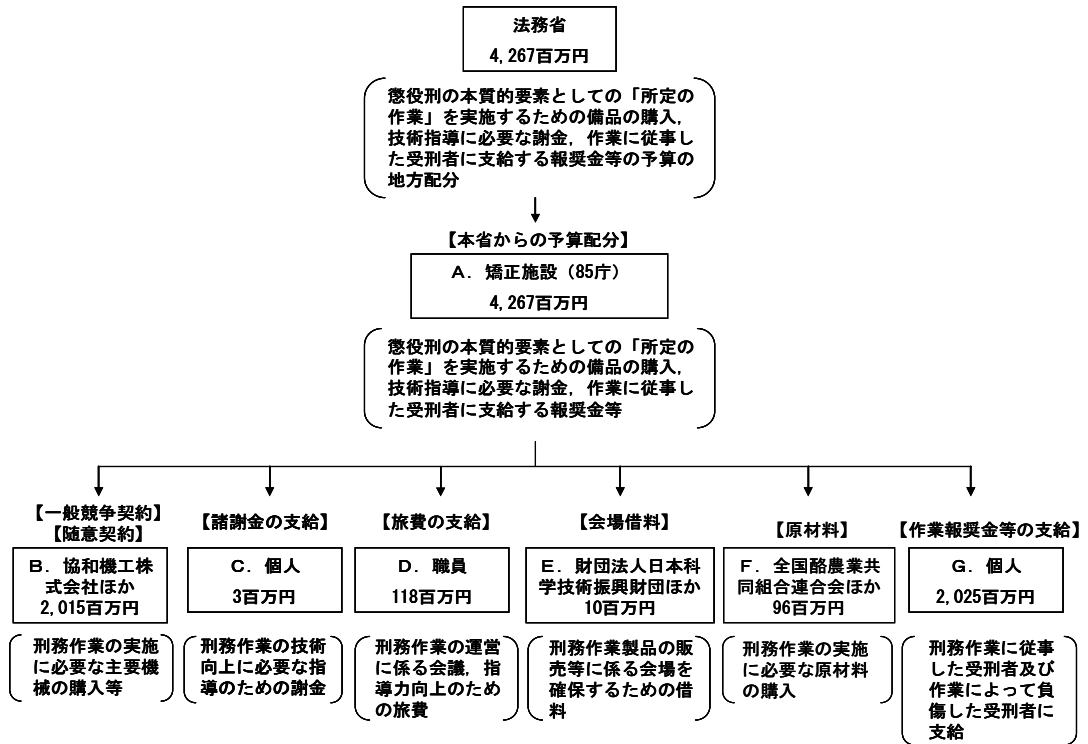 法務省
4,267百万円
懲役刑の本質的要素としての「所定の
作業」を実施するための備品の購入,
技術指導に必要な謝金,作業に従事し
た受刑者に支給する報奨金等の予算の
地方配分
【本省からの予算配分】
A.矯正施設(85庁)
4,267百万円
懲役刑の本質的要素としての「所定の
作業」を実施するための備品の購入,
技術指導に必要な謝金,作業に従事し
た受刑者に支給する報奨金等
【一般競争契約】
【随意契約】
B.協和機工株
式会社ほか
2,015百万円
刑務作業の実施
に必要な主要機
械の購入等
【諸謝金の支給】
C.個人
3百万円
刑務作業の技術
向上に必要な指
導のための謝金
【旅費の支給】
D.職員
118百万円
刑務作業の運営
に係る会議,指
導力向上のため
の旅費
【会場借料】
E.財団法人日本科
学技術振興財団ほか
10百万円
刑務作業製品の販
売等に係る会場を
確保するための借
料
【原材料】
F.全国酪農業共
同組合連合会ほか
96百万円
刑務作業の実施
に必要な原材料
の購入
【作業報奨金等の支給】
G.個人
2,025百万円
刑務作業に従事
した受刑者及び
作業によって負
傷した受刑者に
支給